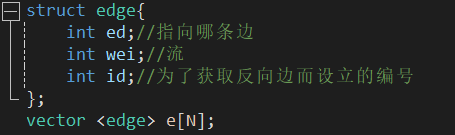 struct edge{
int ed;//指向哪条边
int wei;//流
int id;//为了获取反向边而设立的编号
};
vector <edge> e[N];